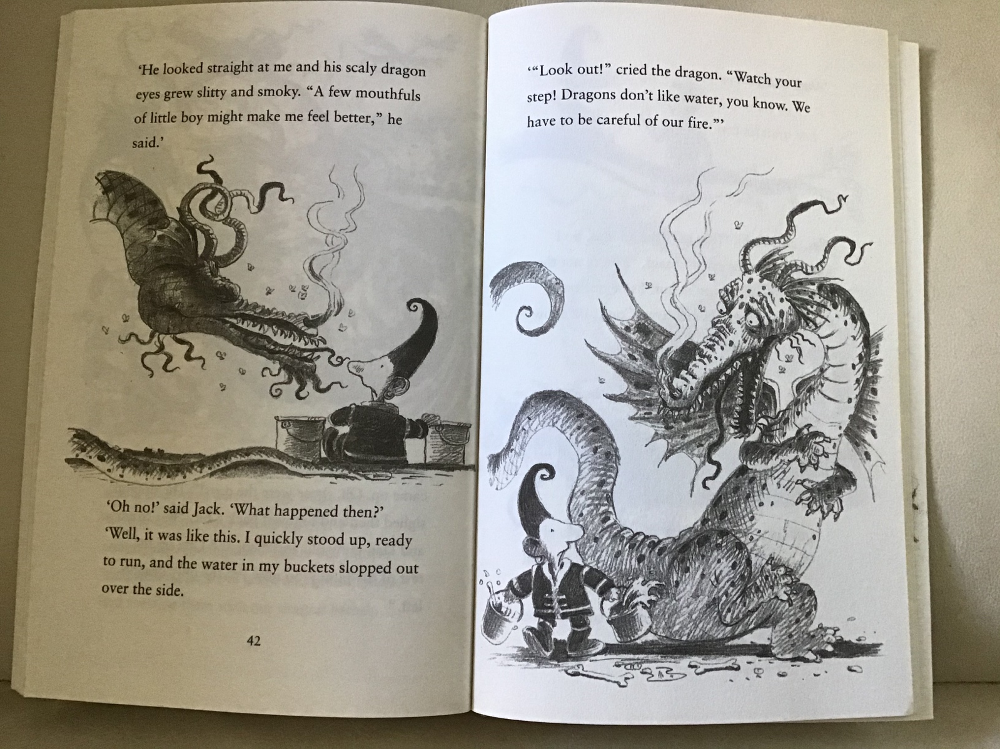 ‘He looked straight at me and his scaly dragon
eyes grew slitty and smoky. “A few mouthfuls
of little boy might make me feel better,” he
said.’
‘Oh no!’ said Jack. ‘What happened then?’
‘Well, it was like this. I quickly stood up, ready
to run, and the water in my buckets slopped out
over the side.
42
‘“Look out!” cried the dragon. “Watch your
step! Dragons don’t like water, you know. We
have to be careful of our fire.”’